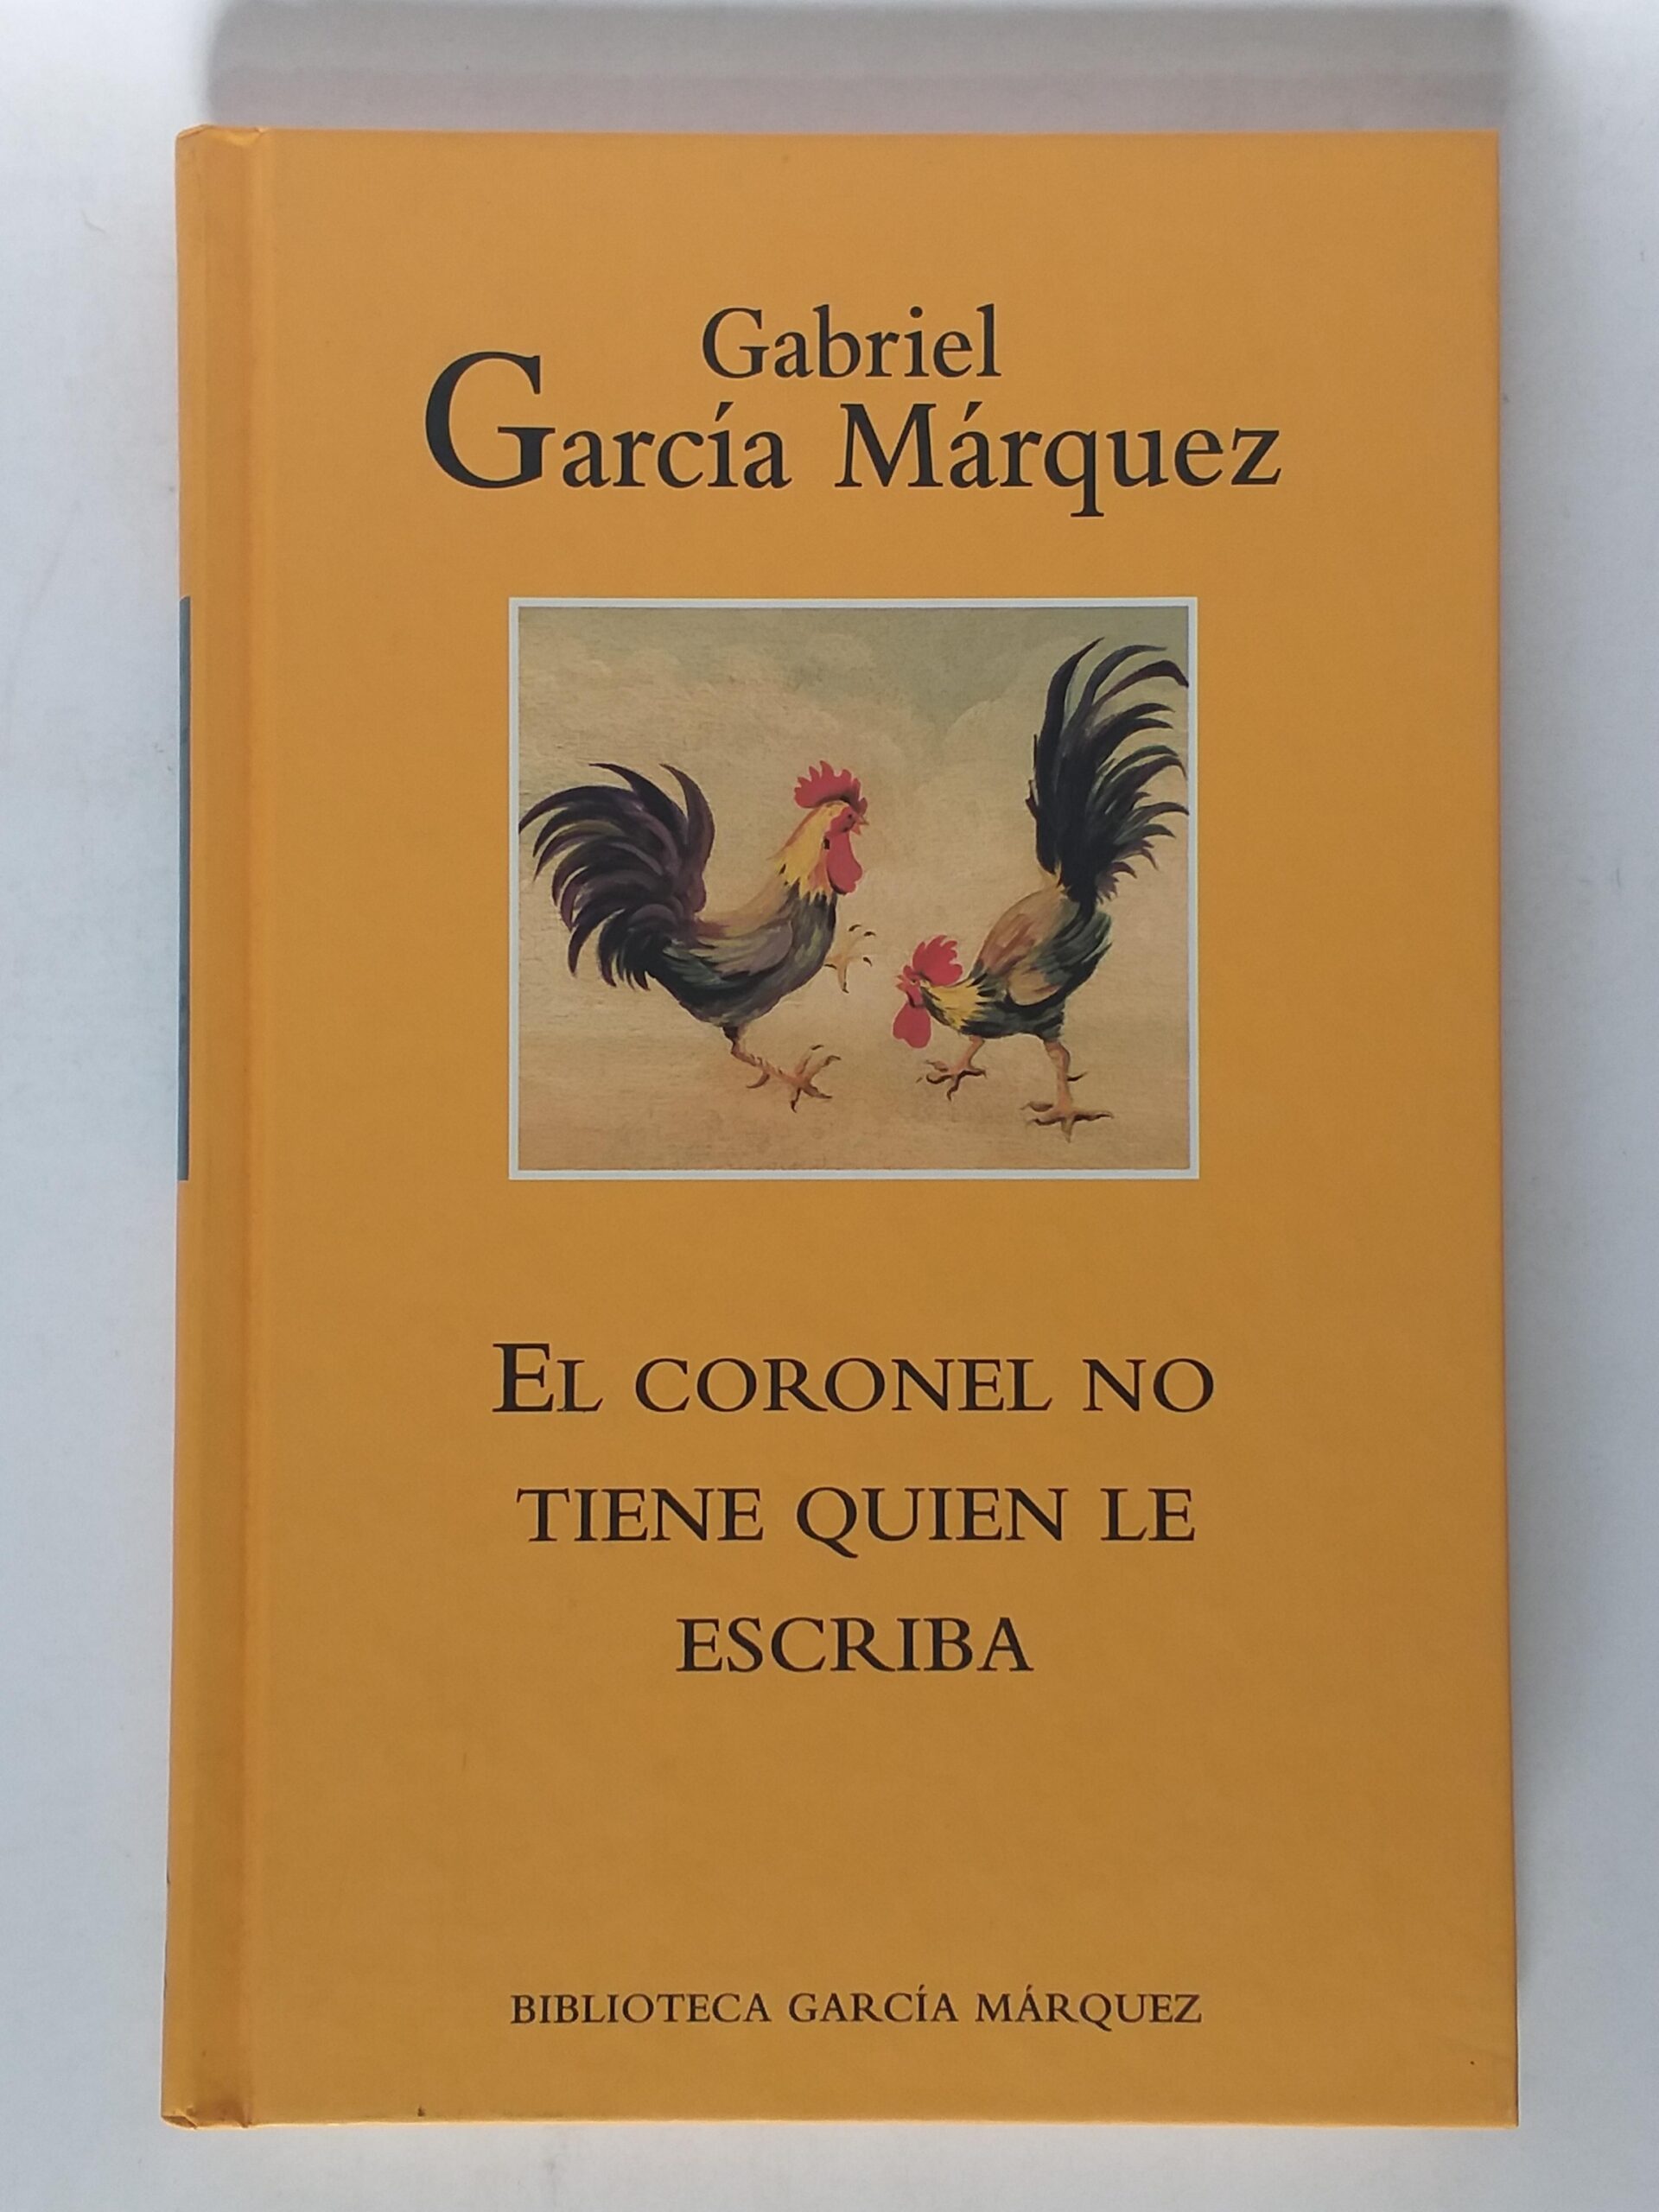 Gabriel
García Márquez
EL CORONEL NO
TIENE QUIEN LE
ESCRIBA
BIBLIOTECA GARCÍA MÁRQUEZ